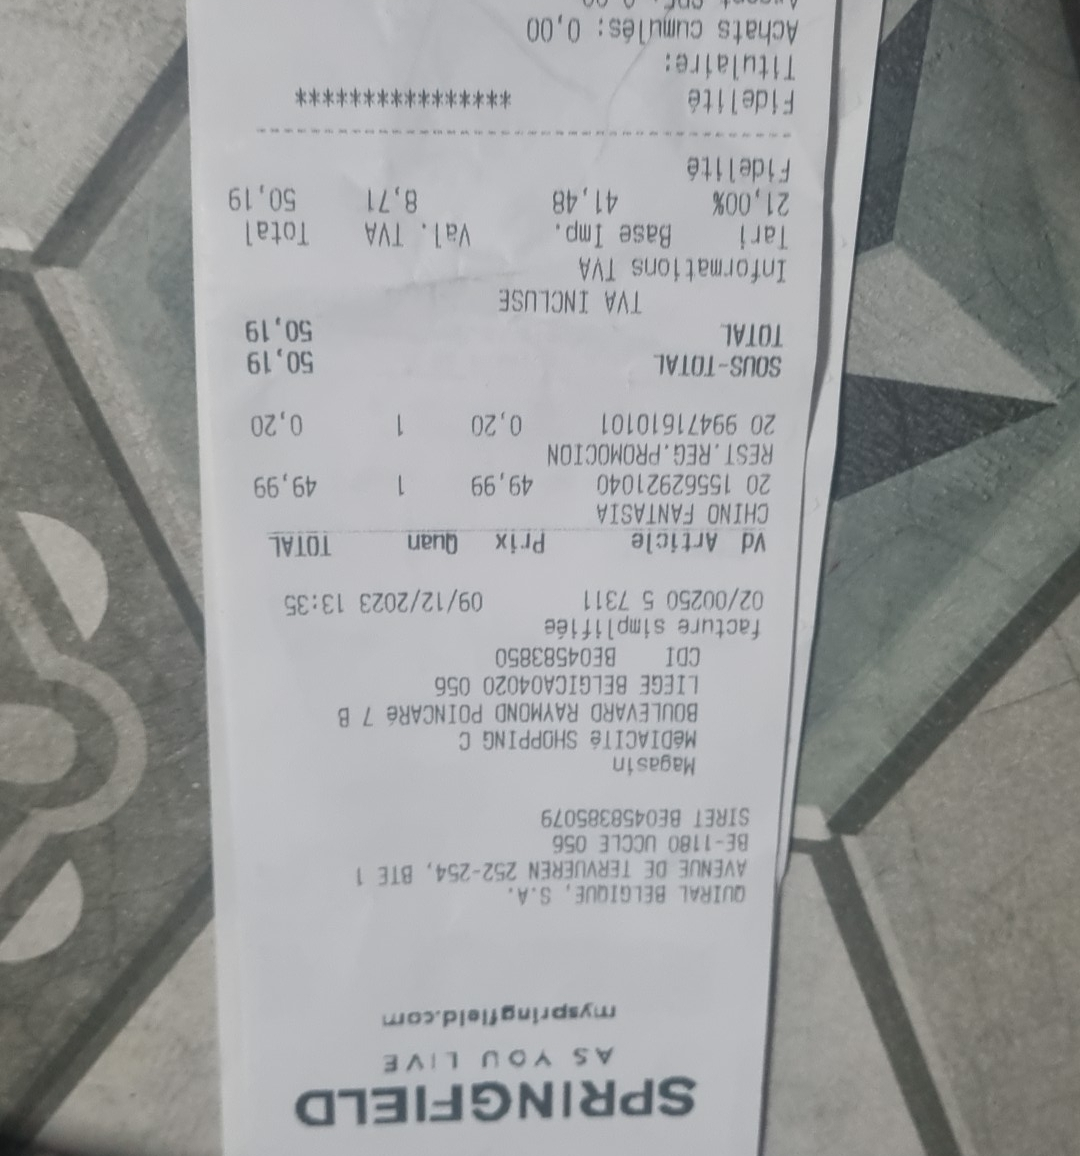 SPRINGFIELD
AS YOU LIVE
myspringfield.com
QUIRAL BELGIQUE, S.A.
AVENUE DE TERVUEREN 252-254, BTE 1
BE-1180 UCCLE 056
SIRET BE0458385079
Magasin
MéDIACITé SHOPPING C
BOULEVARD RAYMOND POINCARé 7 B
LIEGE BELGICA04020 056
CDI BE04583850
facture simplifiée
02/00250 5 7311 09/12/2023 13:35
Vd Article Prix Quan TOTAL
CHINO FANTASIA
20 15562921040 49,99 1 49,99
REST.REG.PROMOCION
20 99471610101 0,20 1 0,20
SOUS-TOTAL 50,19
TOTAL 50,19
TVA INCLUSE
Informations TVA
Tari Base Imp. Val. TVA Total
21,00% 41,48 8,71 50,19
Fidelité
Fidelité ****************
Titulaire:
Achats cumulés: 0,00